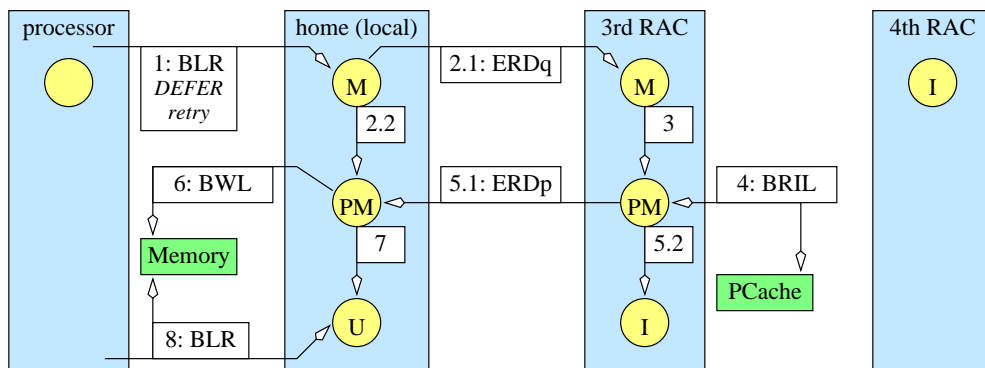 processor
home (local)
3rd RAC
4th RAC
1: BLR
DEFER
retry
M
2.1: ERDq
M
I
2.2
3
6: BWL
PM
5.1: ERDp
PM
4: BRIL
7
5.2
Memory
PCache
8: BLR
U
I